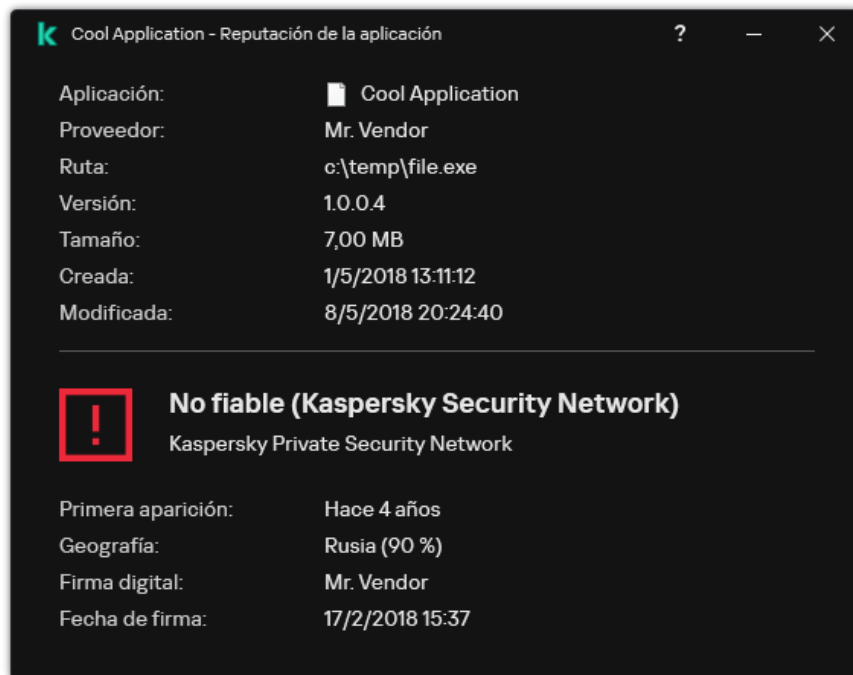 Cool Application - Reputación de la aplicación ?
Aplicación: Cool Application
Proveedor: Mr. Vendor
Ruta: c:\temp\file.exe
Versión: 1.0.0.4
Tamaño: 7,00 MB
Creada: 1/5/2018 13:11:12
Modificada: 8/5/2018 20:24:40
No fiable (Kaspersky Security Network)
Kaspersky Private Security Network
Primera aparición: Hace 4 años
Geografía: Rusia (90 %)
Firma digital: Mr. Vendor
Fecha de firma: 17/2/2018 15:37